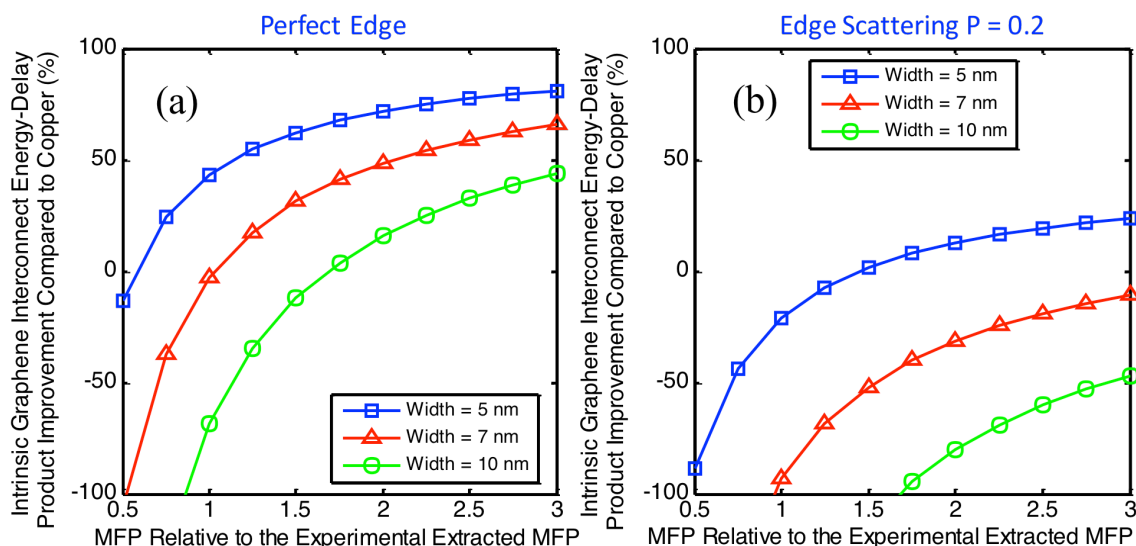 Perfect Edge
Intrinsic Graphene Interconnect Energy-Delay
Product Improvement Compared to Copper (%)
100
50
0
-50
-100
(a)
Width = 5 nm
Width = 7 nm
Width = 10 nm
0.5 1 1.5 2 2.5 3
MFP Relative to the Experimental Extracted MFP
Edge Scattering P = 0.2
Intrinsic Graphene Interconnect Energy-Delay
Product Improvement Compared to Copper (%)
100
50
0
-50
-100
Width = 5 nm
Width = 7 nm
Width = 10 nm
(b)
0.5 1 1.5 2 2.5 3
MFP Relative to the Experimental Extracted MFP